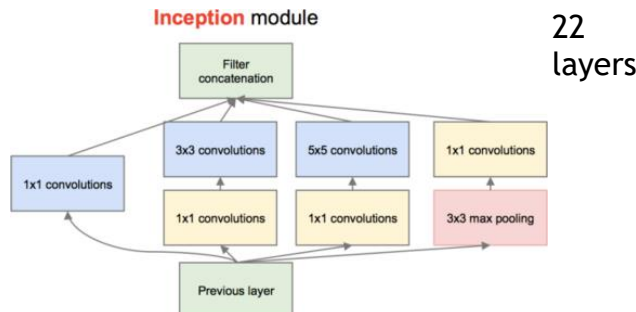 Inception module
22
layers
Filter
concatenation
3x3 convolutions
5x5 convolutions
1x1 convolutions
1x1 convolutions
1x1 convolutions
1x1 convolutions
3x3 max pooling
Previous layer